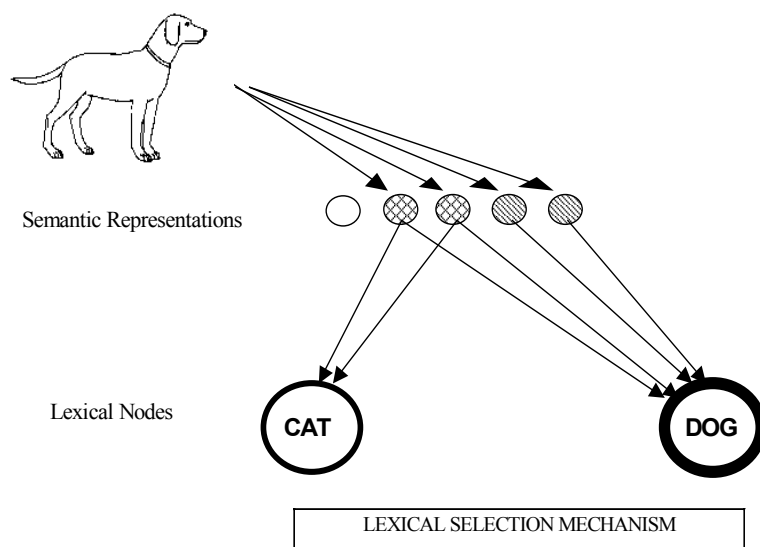 Semantic Representations
Lexical Nodes
CAT
DOG
LEXICAL SELECTION MECHANISM